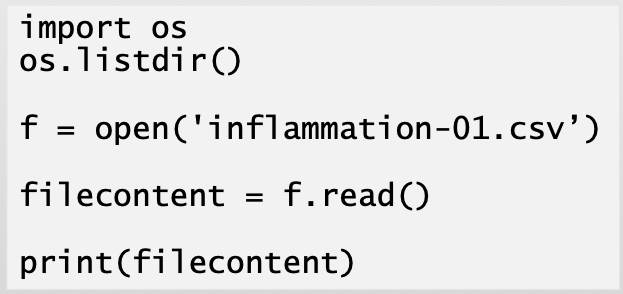 import os
os.listdir()
f = open('inflammation-01.csv’)
filecontent = f.read()
print(filecontent)